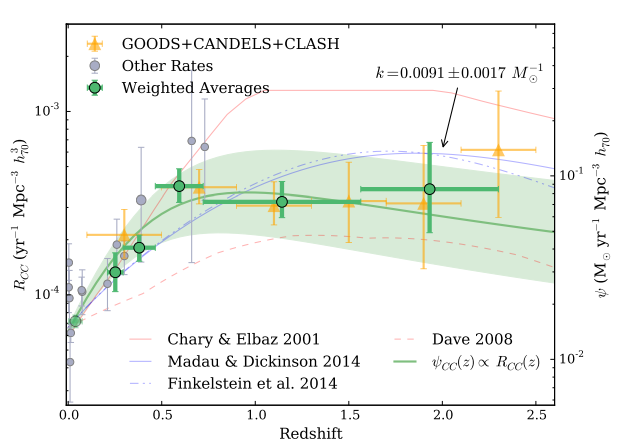 GOODS+CANDELS+CLASH
Other Rates
Weighted Averages
k=0.0091±0.0017 M⊙⁻¹
10⁻³
10⁻⁴
R_CC (yr⁻¹ Mpc⁻³ h³₇₀)
10⁻¹
10⁻²
ψ (M⊙ yr⁻¹ Mpc⁻³ h³₇₀)
Chary & Elbaz 2001
Madau & Dickinson 2014
Finkelstein et al. 2014
Dave 2008
ψ_CC(z) ∝ R_CC(z)
0.0 0.5 1.0 1.5 2.0 2.5
Redshift